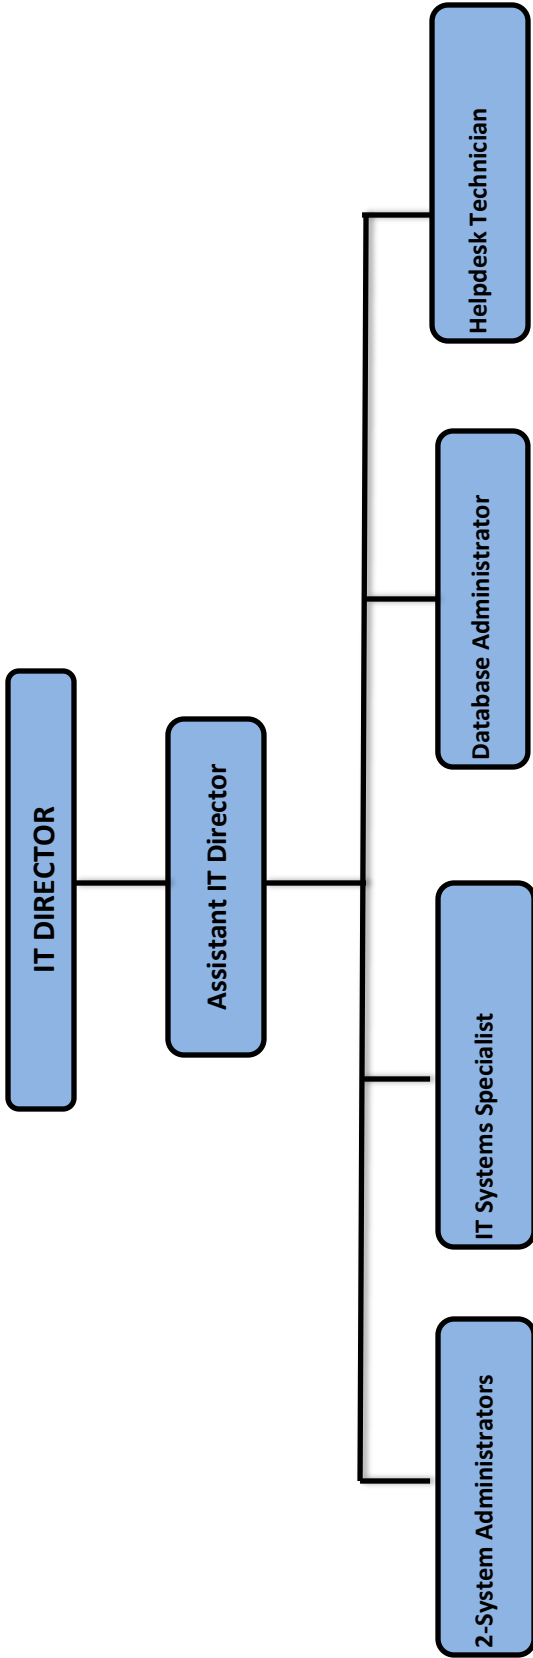 IT DIRECTOR
Assistant IT Director
2-System Administrators
IT Systems Specialist
Database Administrator
Helpdesk Technician